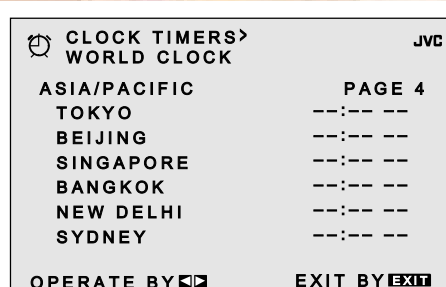 CLOCK TIMERS> JVC
WORLD CLOCK
ASIA/PACIFIC PAGE 4
TOKYO --:-- --
BEIJING --:-- --
SINGAPORE --:-- --
BANGKOK --:-- --
NEW DELHI --:-- --
SYDNEY --:-- --
OPERATE BY ◀▶ EXIT BY EXIT